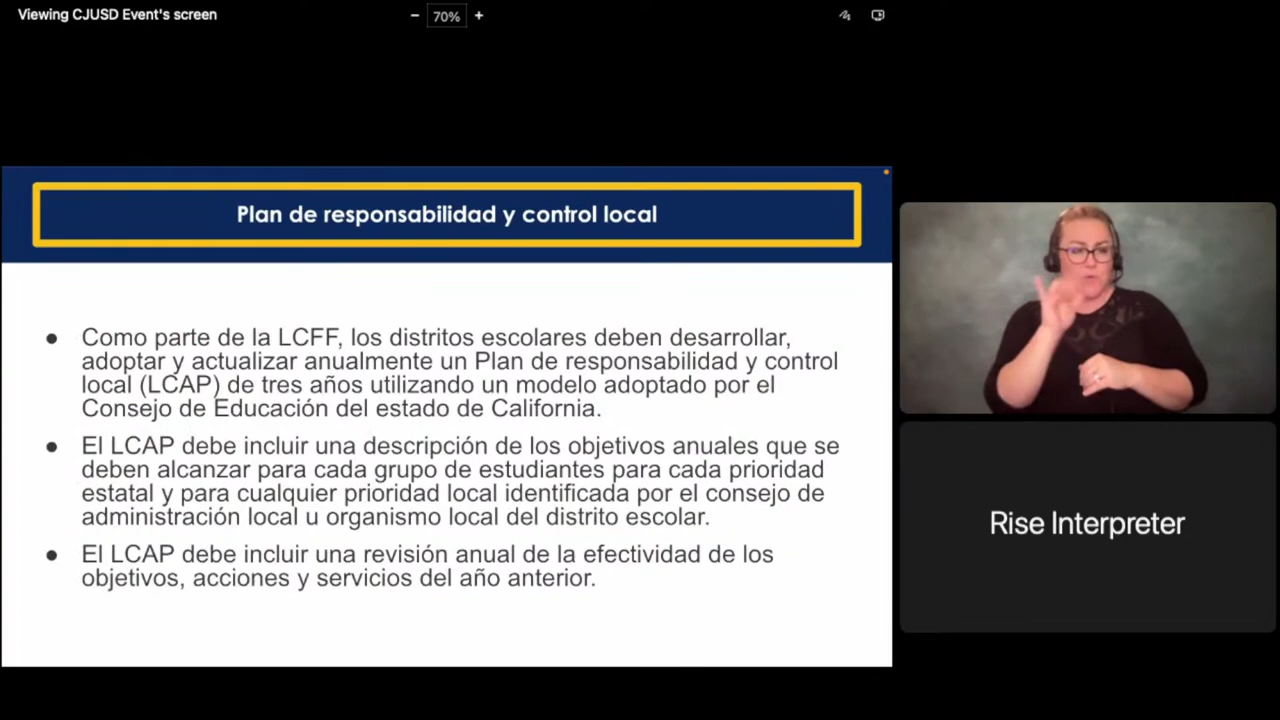 Viewing CJUSD Event's screen
− 70% +
Plan de responsabilidad y control local
● Como parte de la LCFF, los distritos escolares deben desarrollar,
adoptar y actualizar anualmente un Plan de responsabilidad y control
local (LCAP) de tres años utilizando un modelo adoptado por el
Consejo de Educación del estado de California.
● El LCAP debe incluir una descripción de los objetivos anuales que se
deben alcanzar para cada grupo de estudiantes para cada prioridad
estatal y para cualquier prioridad local identificada por el consejo de
administración local u organismo local del distrito escolar.
● El LCAP debe incluir una revisión anual de la efectividad de los
objetivos, acciones y servicios del año anterior.
Rise Interpreter